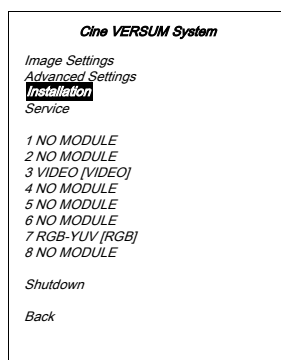 Cine VERSUM System
Image Settings
Advanced Settings
Installation
Service
1 NO MODULE
2 NO MODULE
3 VIDEO [VIDEO]
4 NO MODULE
5 NO MODULE
6 NO MODULE
7 RGB-YUV [RGB]
8 NO MODULE
Shutdown
Back